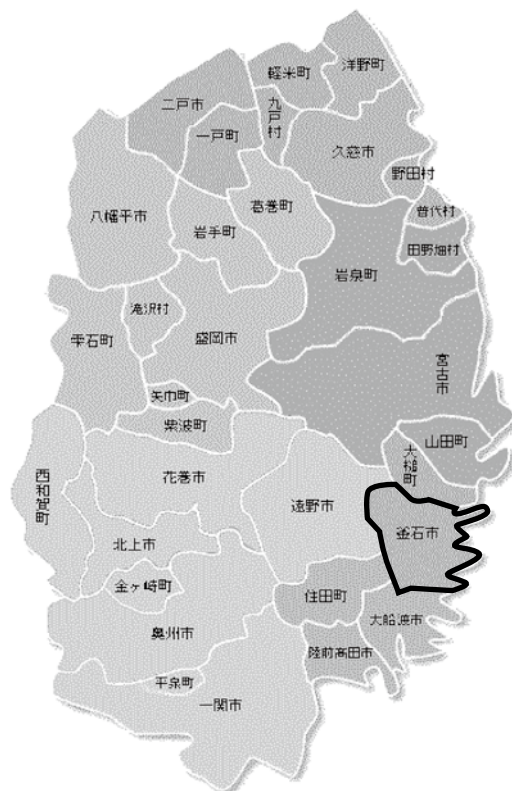 洋野町
軽米町
二戸市
九戸村
一戸町
久慈市
野田村
葛巻町
普代村
八幡平市
岩手町
田野畑村
岩泉町
滝沢村
盛岡市
雫石町
宮古市
矢巾町
紫波町
山田町
大槌町
花巻市
西和賀町
遠野市
釜石市
北上市
金ヶ崎町
住田町
大船渡市
奥州市
陸前高田市
平泉町
一関市